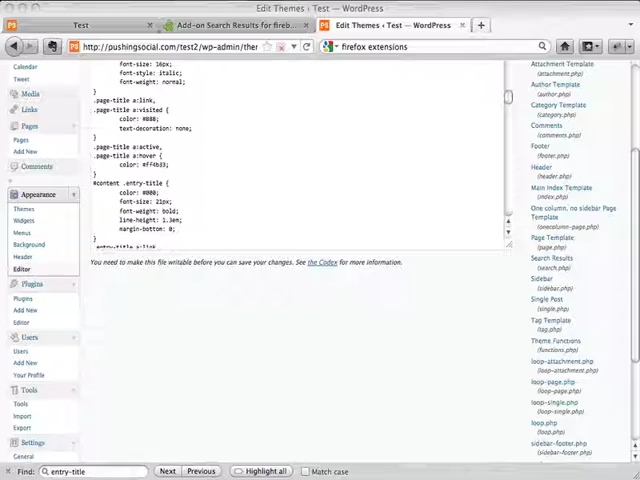 Edit Themes ‹ Test — WordPress
Test
Add-on Search Results for fireb...
Edit Themes ‹ Test — WordPress
http://pushingsocial.com/test2/wp-admin/ther
firefox extensions
Calendar
Tweet
Media
Links
Pages
Pages
Add New
Comments
Appearance
Themes
Widgets
Menus
Background
Header
Editor
Plugins
Plugins
Add New
Editor
Users
Users
Add New
Your Profile
Tools
Tools
Import
Export
Settings
General
font-size: 16px;
font-style: italic;
font-weight: normal;
}
.page-title a:link,
.page-title a:visited {
color: #888;
text-decoration: none;
}
.page-title a:active,
.page-title a:hover {
color: #ff4b33;
}
#content .entry-title {
color: #000;
font-size: 21px;
font-weight: bold;
line-height: 1.3em;
margin-bottom: 0;
}
.entry-title a:link,
You need to make this file writable before you can save your changes. See the Codex for more information.
Attachment Template
(attachment.php)
Author Template
(author.php)
Category Template
(category.php)
Comments
(comments.php)
Footer
(footer.php)
Header
(header.php)
Main Index Template
(index.php)
One column, no sidebar Page
Template
(onecolumn-page.php)
Page Template
(page.php)
Search Results
(search.php)
Sidebar
(sidebar.php)
Single Post
(single.php)
Tag Template
(tag.php)
Theme Functions
(functions.php)
loop-attachment.php
(loop-attachment.php)
loop-page.php
(loop-page.php)
loop-single.php
(loop-single.php)
loop.php
(loop.php)
sidebar-footer.php
(sidebar-footer.php)
Find:
entry-title
Next
Previous
Highlight all
Match case